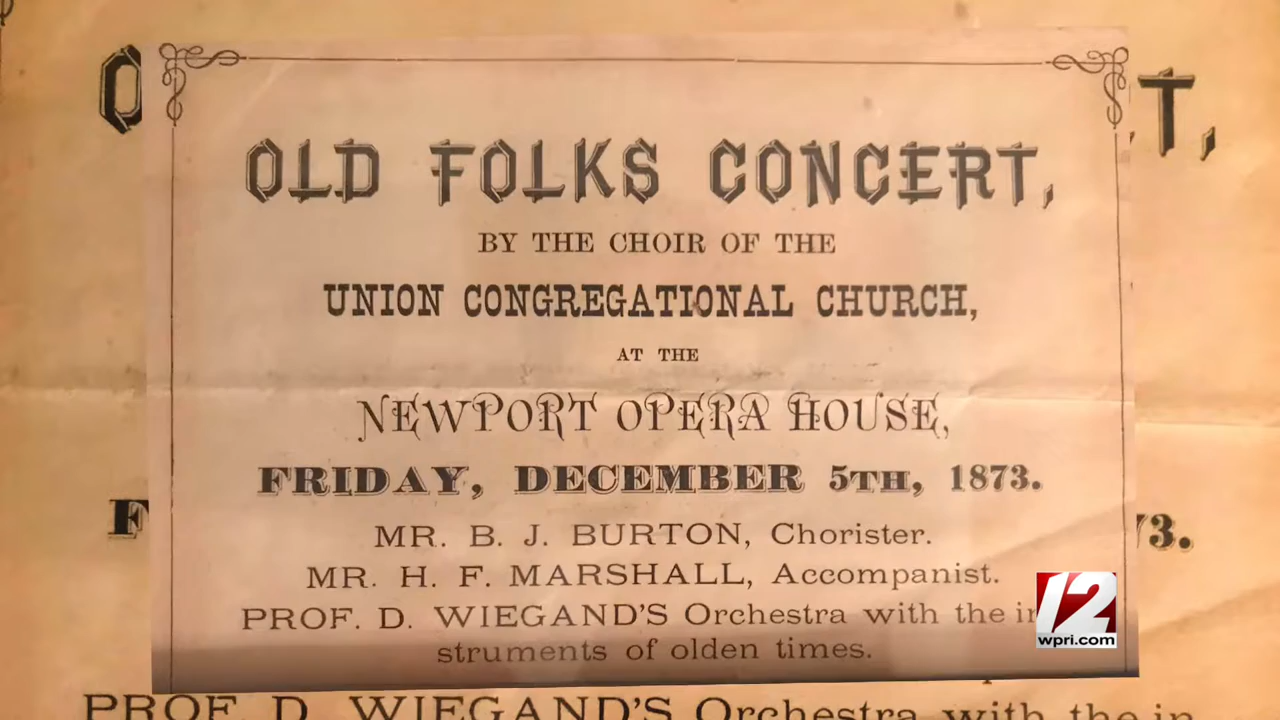 OLD FOLKS CONCERT,
BY THE CHOIR OF THE
UNION CONGREGATIONAL CHURCH,
AT THE
NEWPORT OPERA HOUSE,
FRIDAY, DECEMBER 5TH, 1873.
MR. B. J. BURTON, Chorister.
MR. H. F. MARSHALL, Accompanist.
PROF. D. WIEGAND'S Orchestra with the in
struments of olden times.
12
wpri.com
O
T,
F
73.
PROF. D. WIEGAND'S Orchestra with the in